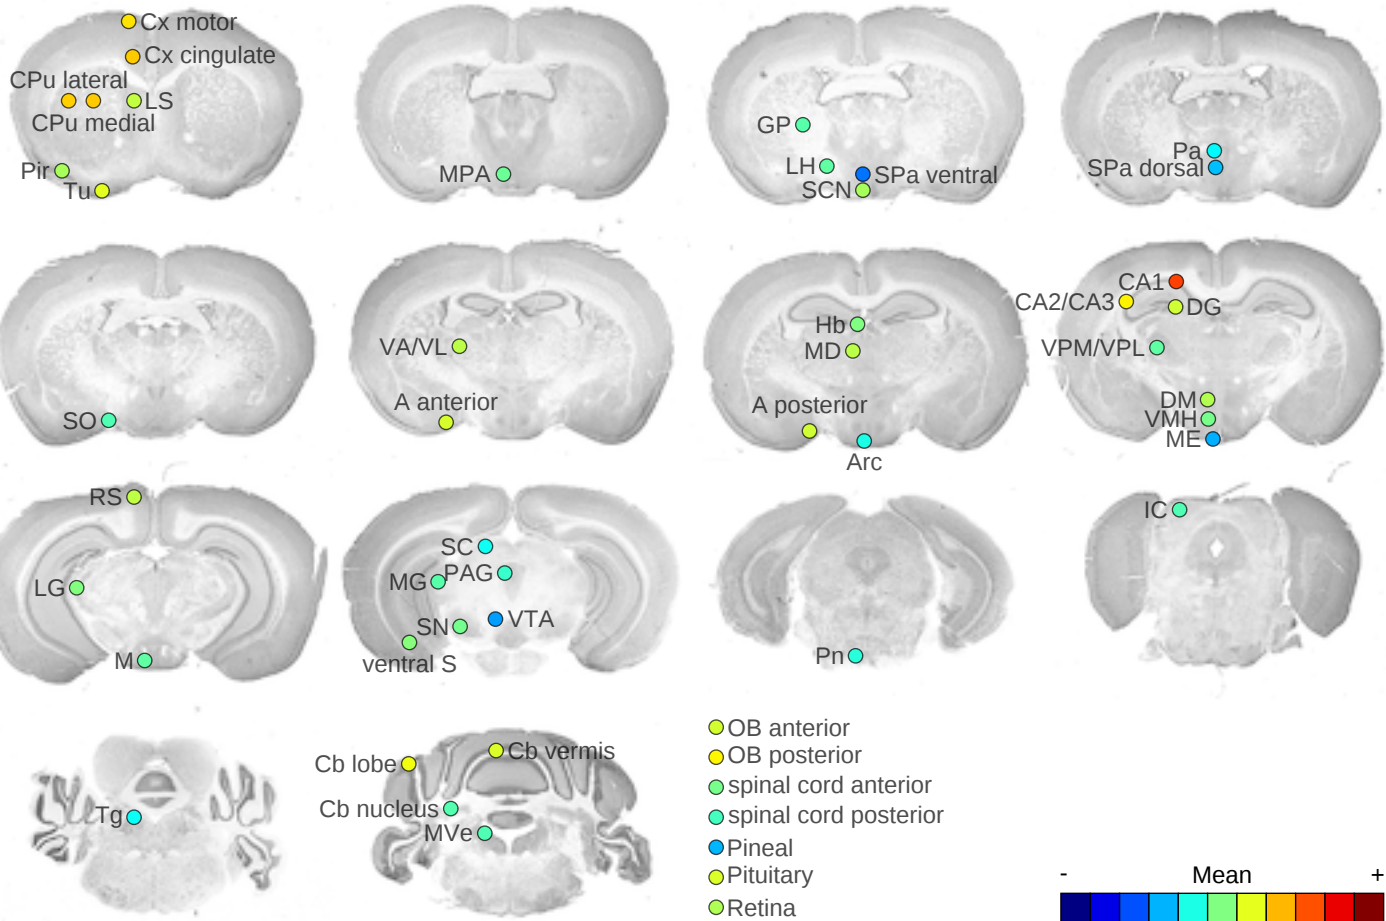 Cx motor
Cx cingulate
CPu lateral
LS
CPu medial
Pir
Tu
MPA
GP
LH
SPa ventral
SCN
Pa
SPa dorsal
SO
VA/VL
A anterior
Hb
MD
A posterior
Arc
CA1
CA2/CA3
DG
VPM/VPL
DM
VMH
ME
RS
LG
M
SC
PAG
MG
VTA
SN
ventral S
Pn
IC
Tg
Cb lobe
Cb vermis
Cb nucleus
MVe
OB anterior
OB posterior
spinal cord anterior
spinal cord posterior
Pineal
Pituitary
Retina
- Mean +